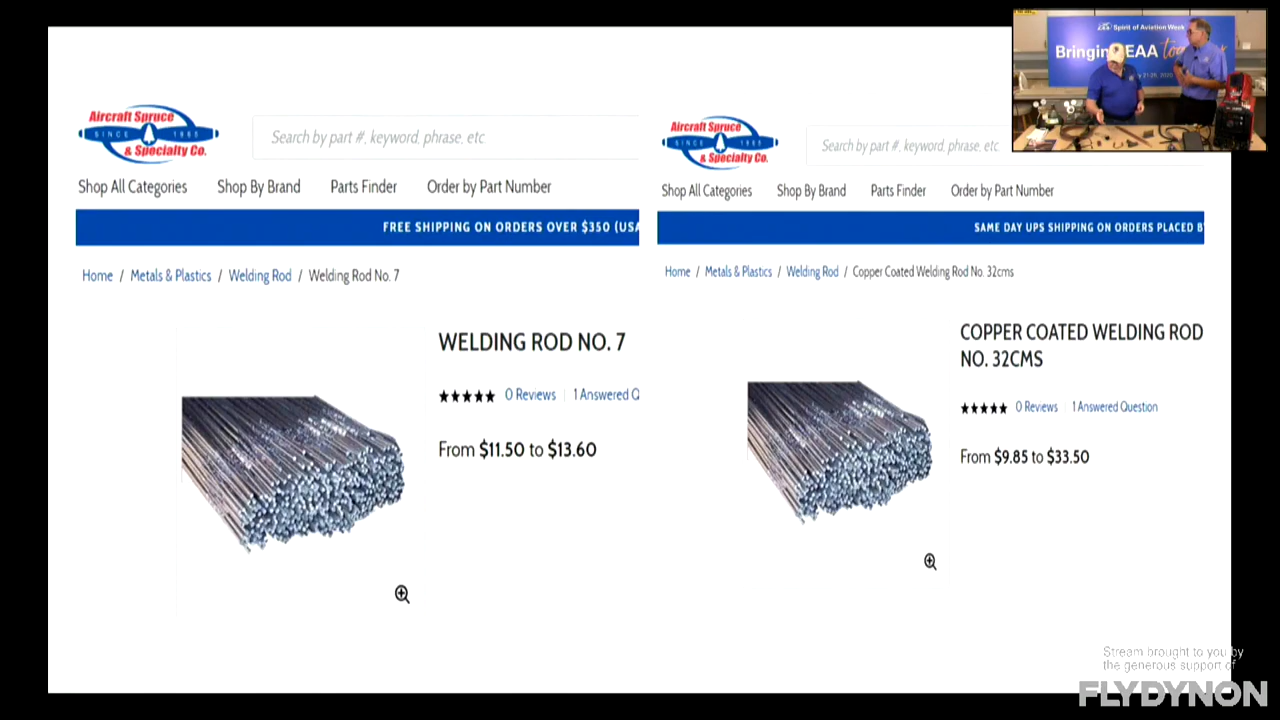 Aircraft Spruce
SINCE 1965
& Specialty Co.
Search by part #, keyword, phrase, etc
Shop All Categories
Shop By Brand
Parts Finder
Order by Part Number
FREE SHIPPING ON ORDERS OVER $350 (USA
Home / Metals & Plastics / Welding Rod / Welding Rod No. 7
WELDING ROD NO. 7
0 Reviews
1 Answered Q
From $11.50 to $13.60
Aircraft Spruce
SINCE 1965
& Specialty Co.
Search by part #, keyword, phrase, etc
Shop All Categories
Shop By Brand
Parts Finder
Order by Part Number
SAME DAY UPS SHIPPING ON ORDERS PLACED B
Home / Metals & Plastics / Welding Rod / Copper Coated Welding Rod No. 32cms
COPPER COATED WELDING ROD
NO. 32CMS
0 Reviews
1 Answered Question
From $9.85 to $33.50
Spirit of Aviation Week
Bringing EAA
Stream brought to you by
the generous support of
FLYDYNON